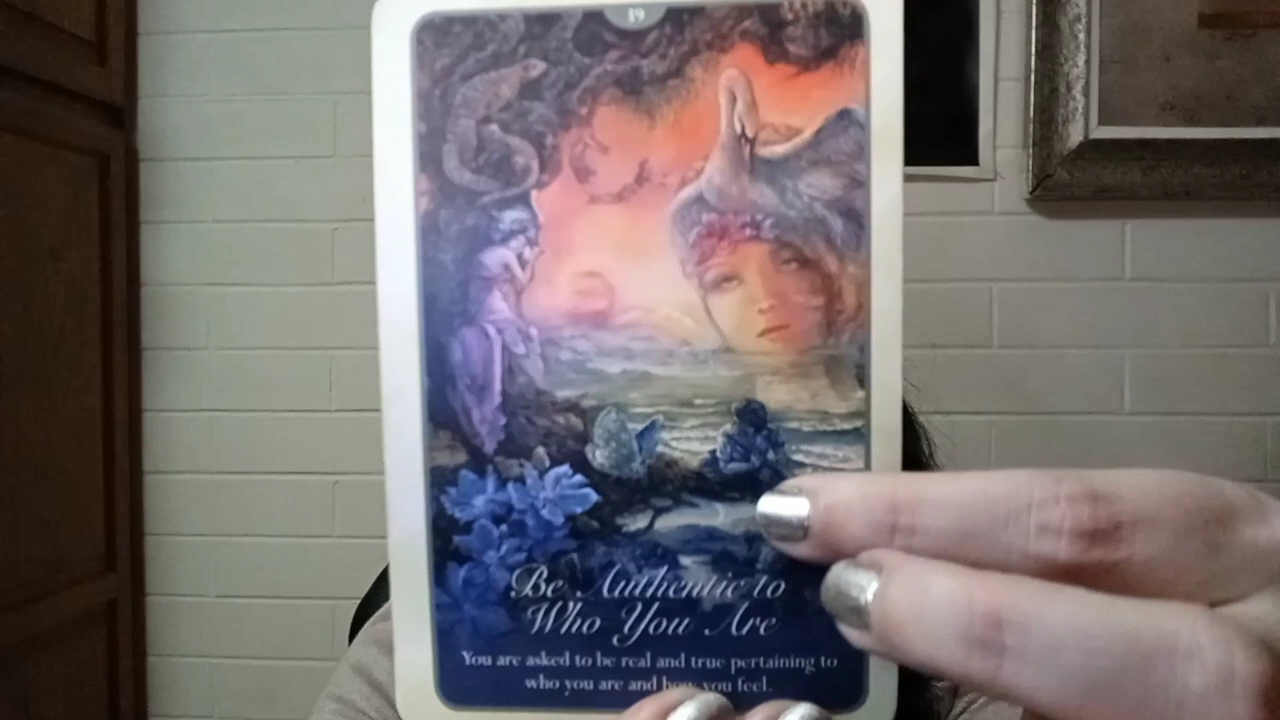 19
Be Authentic to
Who You Are
You are asked to be real and true pertaining to
who you are and how you feel.